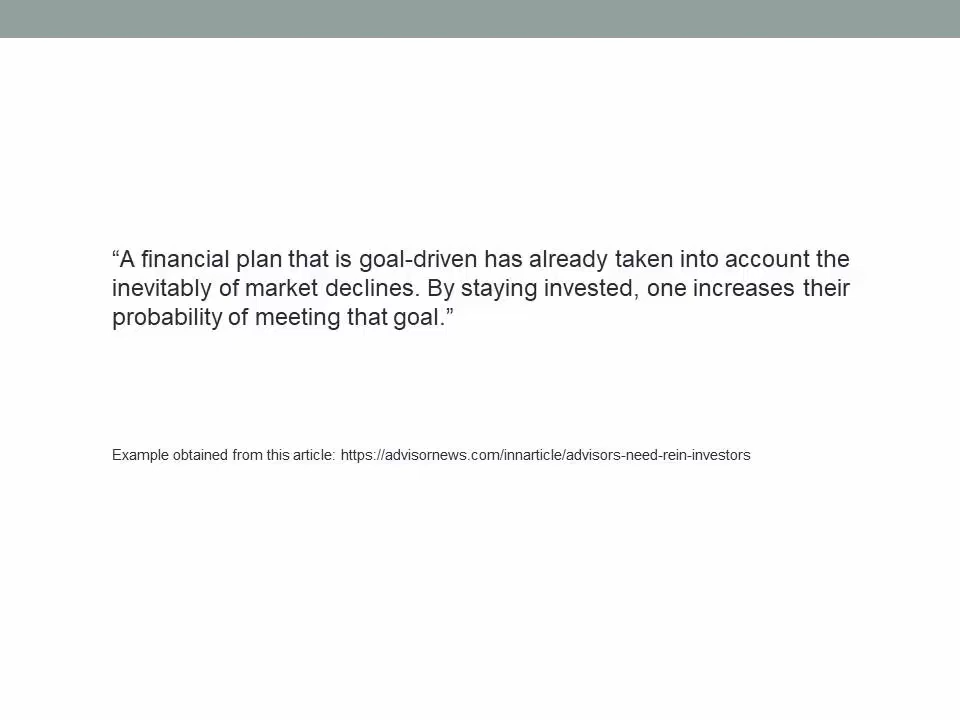 “A financial plan that is goal-driven has already taken into account the
inevitably of market declines. By staying invested, one increases their
probability of meeting that goal.”
Example obtained from this article: https://advisornews.com/innarticle/advisors-need-rein-investors